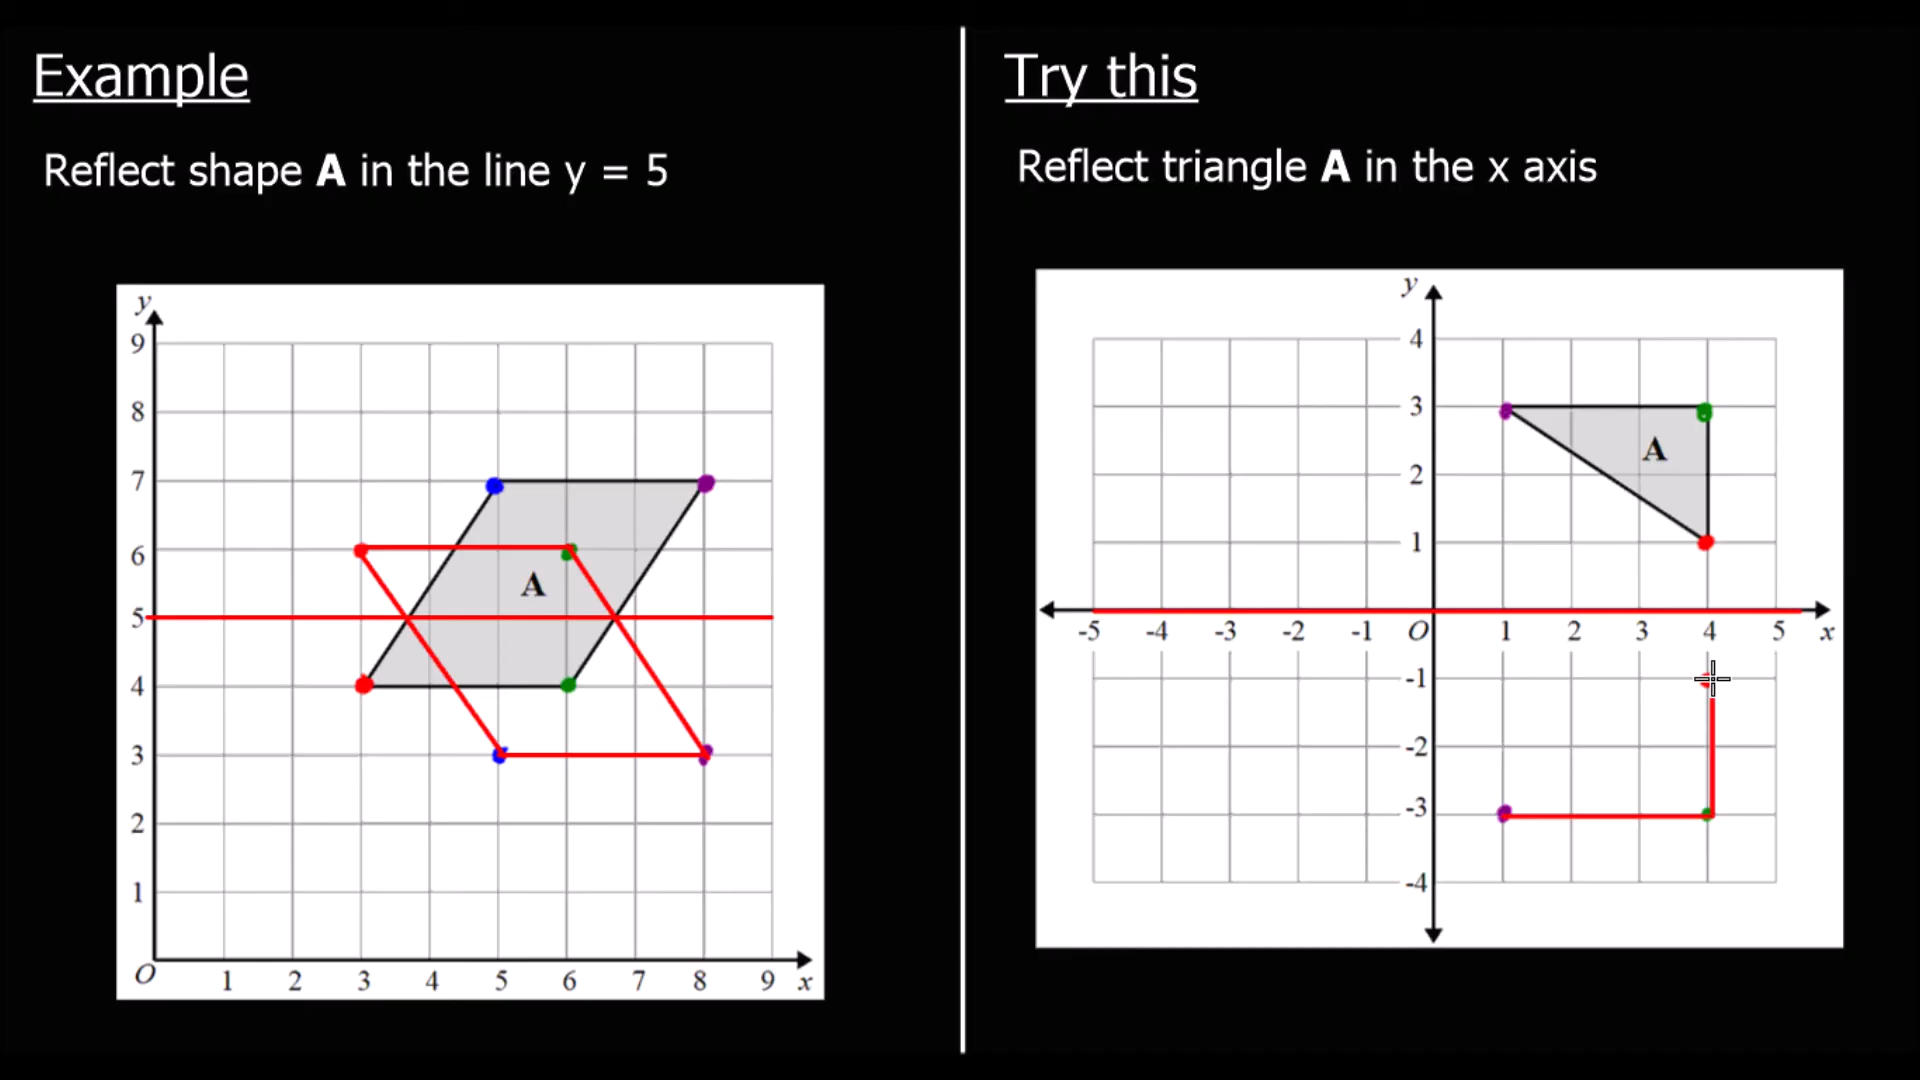 Example
Reflect shape A in the line y = 5
y
9
8
7
6
5
4
3
2
1
A
O 1 2 3 4 5 6 7 8 9 x
Try this
Reflect triangle A in the x axis
y
4
3
2
1
A
-5 -4 -3 -2 -1 O 1 2 3 4 5 x
-1
-2
-3
-4